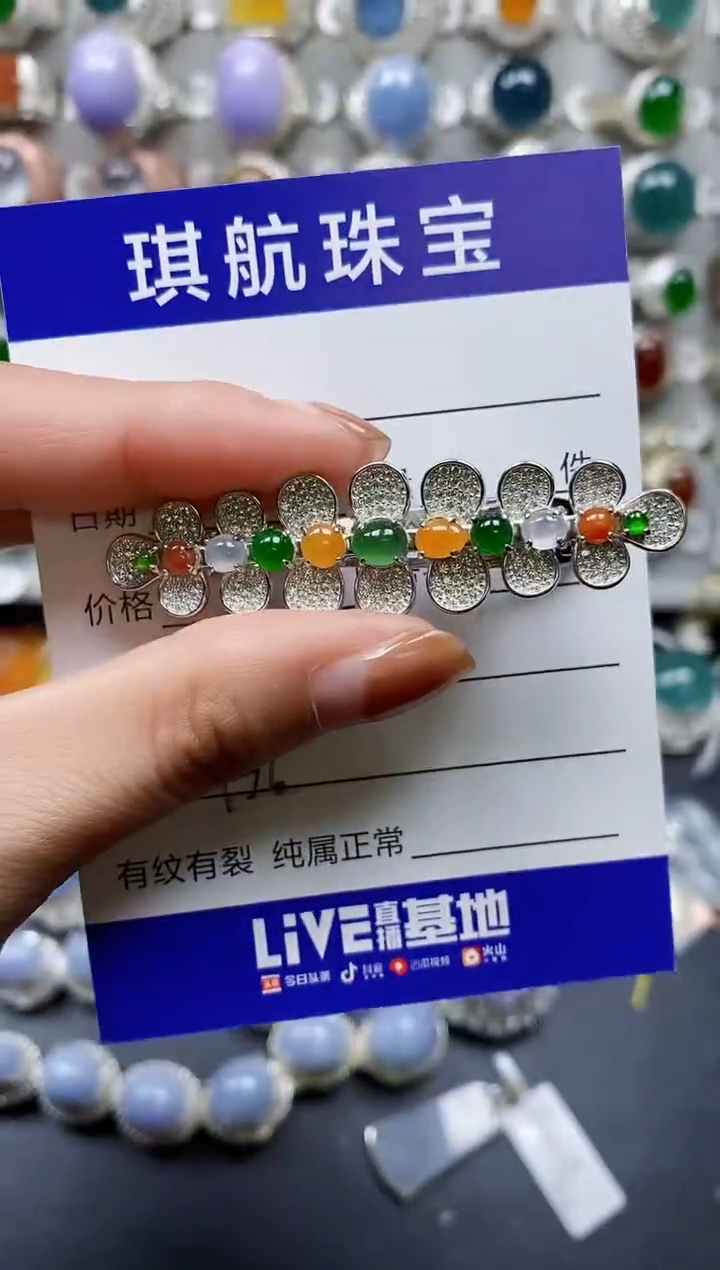 琪航珠宝
件
日期
价格
有纹有裂 纯属正常
LiVE直播基地
今日头条 抖音 西瓜视频 火山